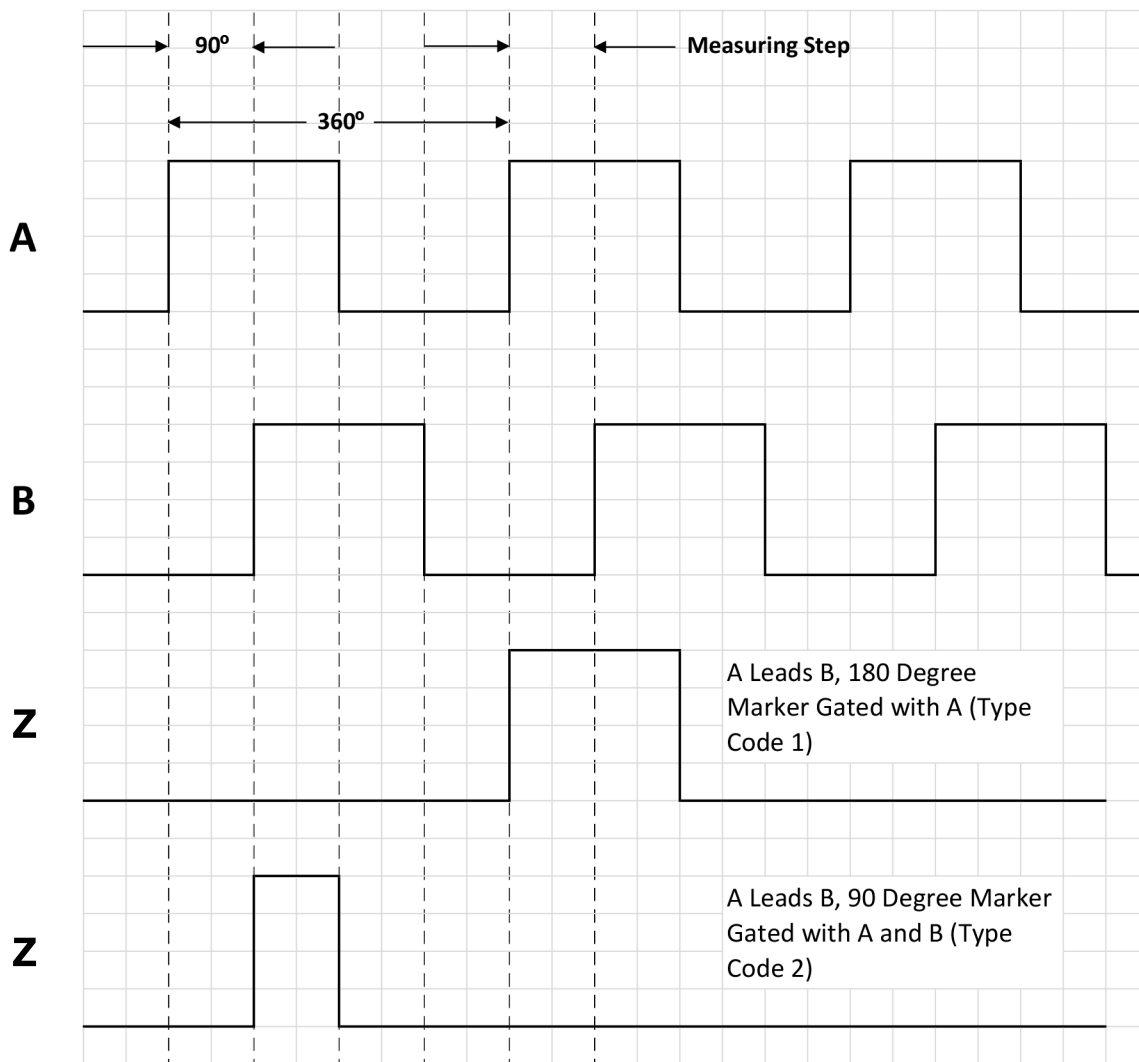 90º
Measuring Step
360º
A
B
Z
A Leads B, 180 Degree
Marker Gated with A (Type
Code 1)
Z
A Leads B, 90 Degree Marker
Gated with A and B (Type
Code 2)